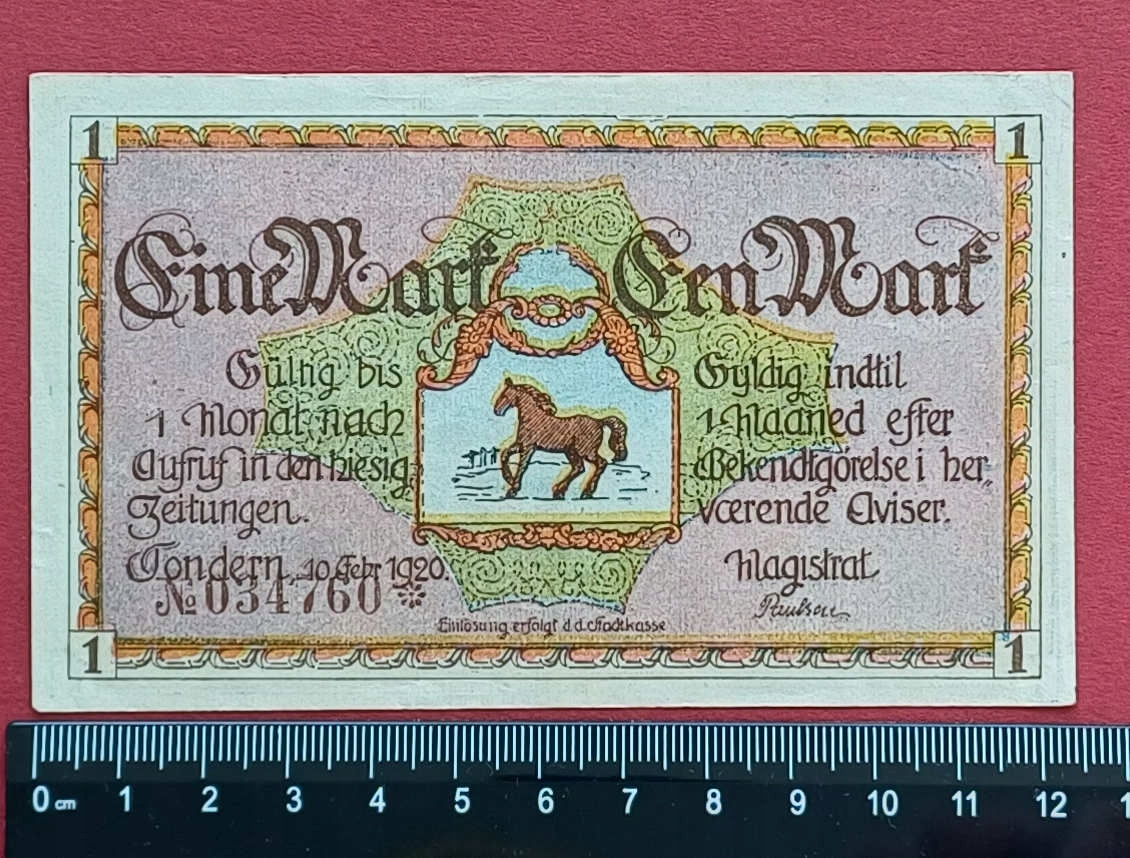 1 1
Eine Mark Een Mark
Gültig bis
1 Monat nach
Aufruf in den hiesig.
Zeitungen.
Gyldig indtil
1 Maaned efter
Bekendtgörelse i her„
værende Aviser.
Tondern, 10. Febr. 1920.
№ 034760
Magistrat
Paulsen
Einlösung erfolgt d. d. Stadtkasse
1 1
0 cm 1 2 3 4 5 6 7 8 9 10 11 12